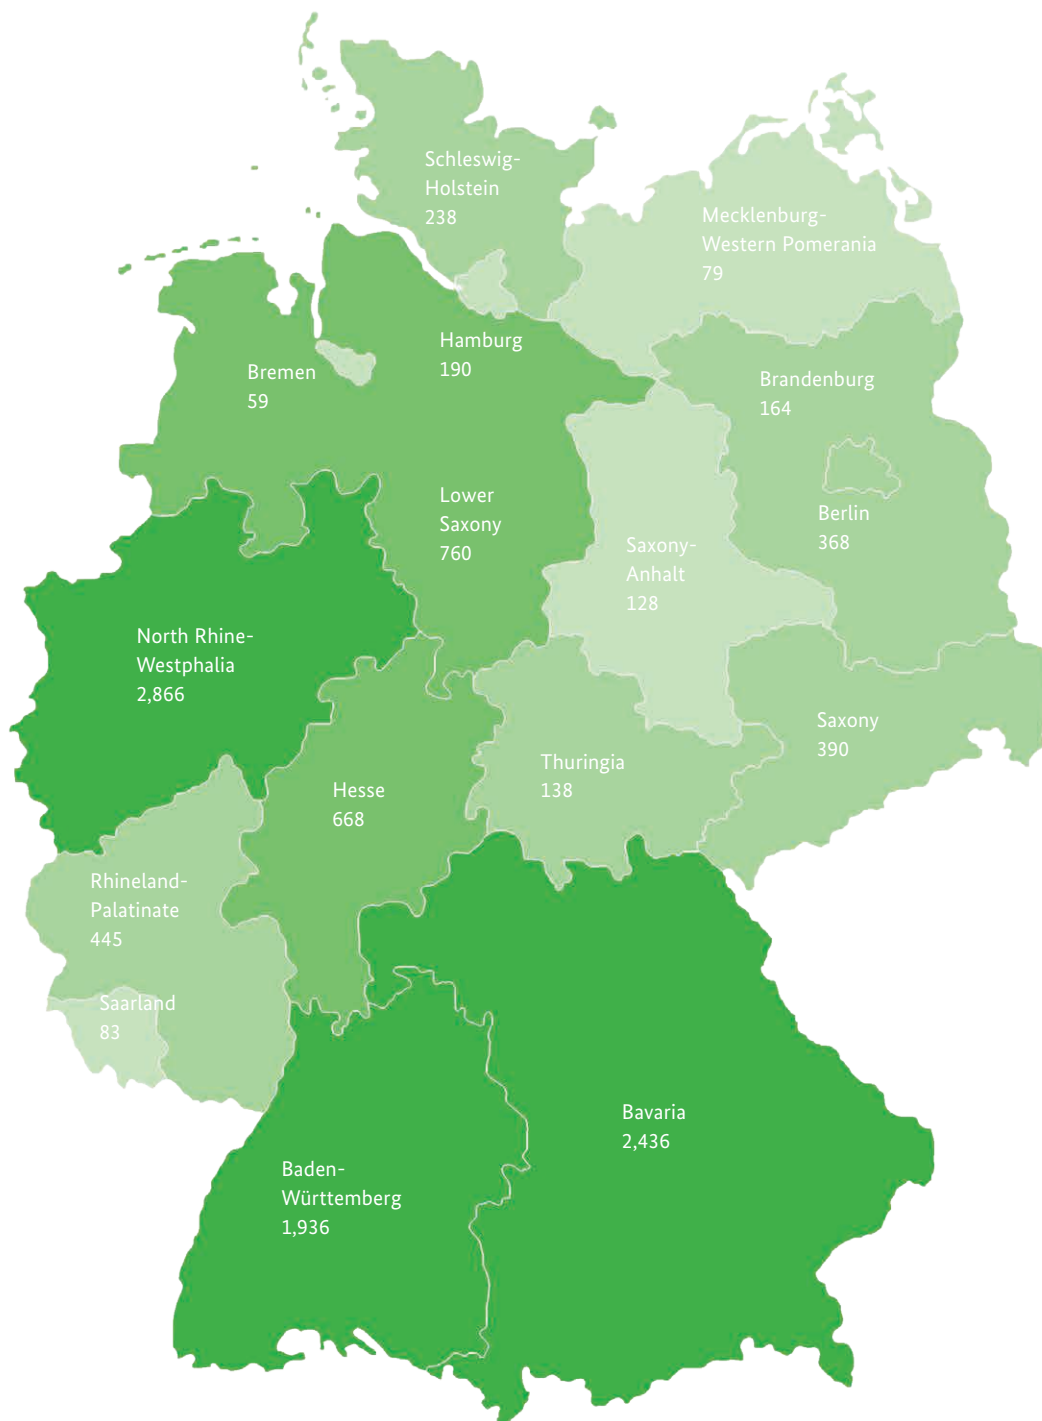 Schleswig-
Holstein
238
Mecklenburg-
Western Pomerania
79
Hamburg
190
Bremen
59
Brandenburg
164
Lower
Saxony
760
Berlin
368
Saxony-
Anhalt
128
North Rhine-
Westphalia
2,866
Saxony
390
Thuringia
138
Hesse
668
Rhineland-
Palatinate
445
Saarland
83
Bavaria
2,436
Baden-
Württemberg
1,936